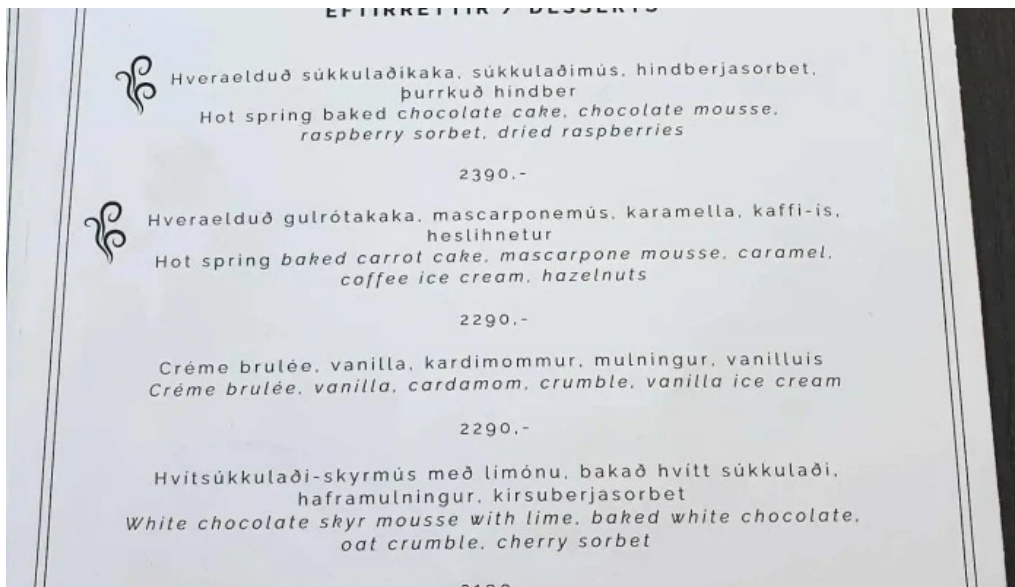 EFTIRRÉTTIR / DESSERTS
Hveraelduð súkkulaðikaka, súkkulaðimús, hindberjasorbet,
þurrkuð hindber
Hot spring baked chocolate cake, chocolate mousse,
raspberry sorbet, dried raspberries
2390.-
Hveraelduð gulrótakaka, mascarponemús, karamella, kaffi-ís,
heslihnetur
Hot spring baked carrot cake, mascarpone mousse, caramel,
coffee ice cream, hazelnuts
2290.-
Créme brulée, vanilla, kardimommur, mulningur, vanilluís
Créme brulée, vanilla, cardamom, crumble, vanilla ice cream
2290.-
Hvítsúkkulaði-skyrmús með límónu, bakað hvítt súkkulaði,
haframulningur, kirsuberjasorbet
White chocolate skyr mousse with lime, baked white chocolate,
oat crumble, cherry sorbet